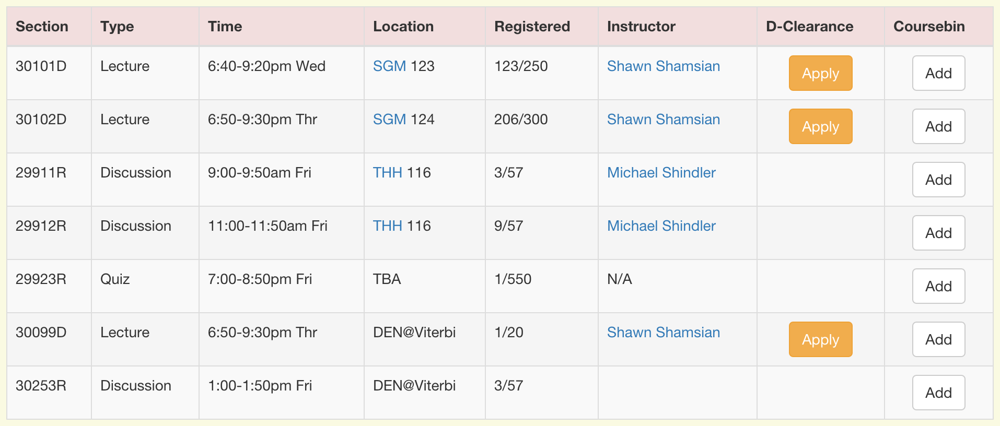 Section Type Time Location Registered Instructor D-Clearance Coursebin
30101D Lecture 6:40-9:20pm Wed SGM 123 123/250 Shawn Shamsian Apply Add
30102D Lecture 6:50-9:30pm Thr SGM 124 206/300 Shawn Shamsian Apply Add
29911R Discussion 9:00-9:50am Fri THH 116 3/57 Michael Shindler Add
29912R Discussion 11:00-11:50am Fri THH 116 9/57 Michael Shindler Add
29923R Quiz 7:00-8:50pm Fri TBA 1/550 N/A Add
30099D Lecture 6:50-9:30pm Thr DEN@Viterbi 1/20 Shawn Shamsian Apply Add
30253R Discussion 1:00-1:50pm Fri DEN@Viterbi 3/57 Add